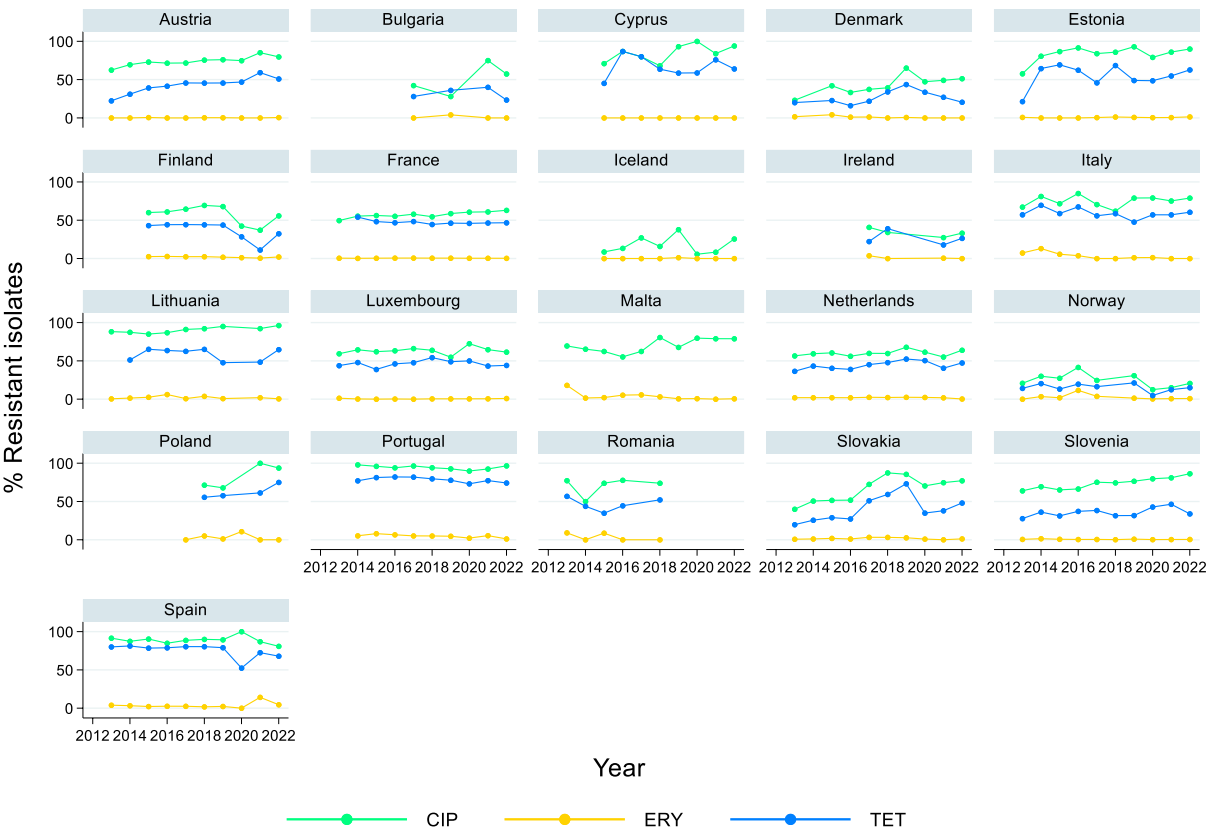 Austria Bulgaria Cyprus Denmark Estonia
100
50
0
Finland France Iceland Ireland Italy
100
50
0
Lithuania Luxembourg Malta Netherlands Norway
100
50
0
Poland Portugal Romania Slovakia Slovenia
100
50
0
2012 2014 2016 2018 2020 2022 2012 2014 2016 2018 2020 2022 2012 2014 2016 2018 2020 2022 2012 2014 2016 2018 2020 2022
Spain
100
50
0
2012 2014 2016 2018 2020 2022
% Resistant isolates
Year
CIP ERY TET